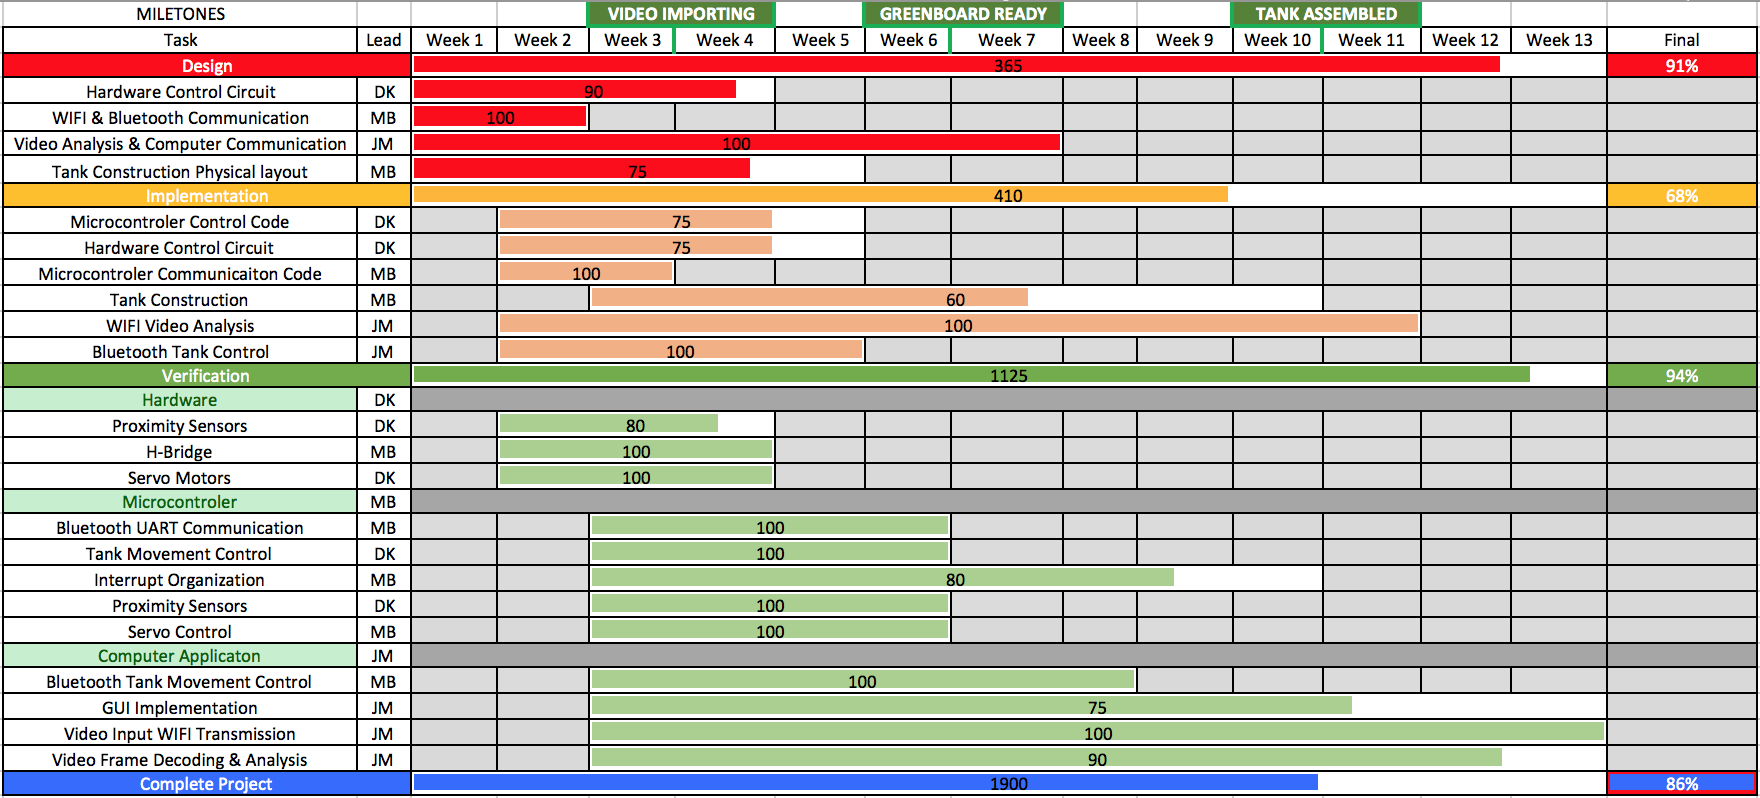 MILETONES VIDEO IMPORTING GREENBOARD READY TANK ASSEMBLED
Task Lead Week 1 Week 2 Week 3 Week 4 Week 5 Week 6 Week 7 Week 8 Week 9 Week 10 Week 11 Week 12 Week 13 Final
Design 365 91%
Hardware Control Circuit DK 90
WIFI & Bluetooth Communication MB 100
Video Analysis & Computer Communication JM 100
Tank Construction Physical layout MB 75
Implementation 410 68%
Microcontroler Control Code DK 75
Hardware Control Circuit DK 75
Microcontroler Communicaiton Code MB 100
Tank Construction MB 60
WIFI Video Analysis JM 100
Bluetooth Tank Control JM 100
Verification 1125 94%
Hardware DK
Proximity Sensors DK 80
H-Bridge MB 100
Servo Motors DK 100
Microcontroler MB
Bluetooth UART Communication MB 100
Tank Movement Control DK 100
Interrupt Organization MB 80
Proximity Sensors DK 100
Servo Control MB 100
Computer Applicaton JM
Bluetooth Tank Movement Control MB 100
GUI Implementation JM 75
Video Input WIFI Transmission JM 100
Video Frame Decoding & Analysis JM 90
Complete Project 1900 86%